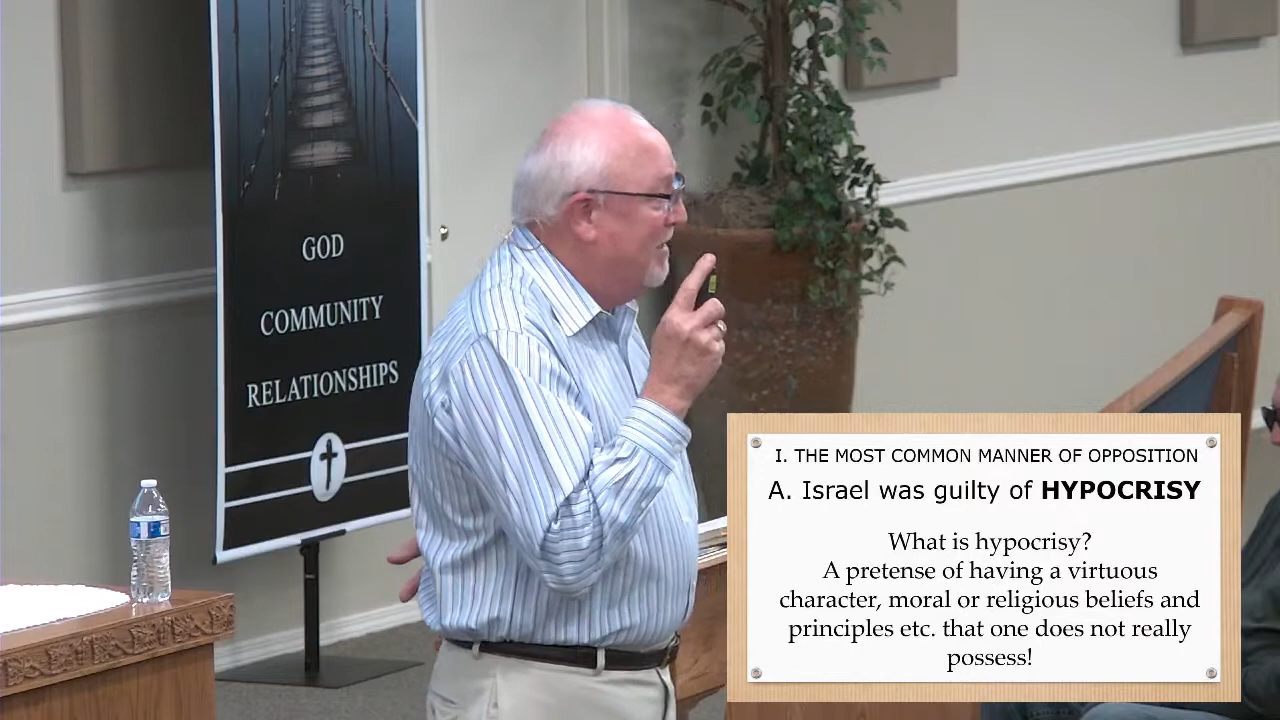 GOD
COMMUNITY
RELATIONSHIPS
I. THE MOST COMMON MANNER OF OPPOSITION
A. Israel was guilty of HYPOCRISY
What is hypocrisy?
A pretense of having a virtuous
character, moral or religious beliefs and
principles etc. that one does not really
possess!